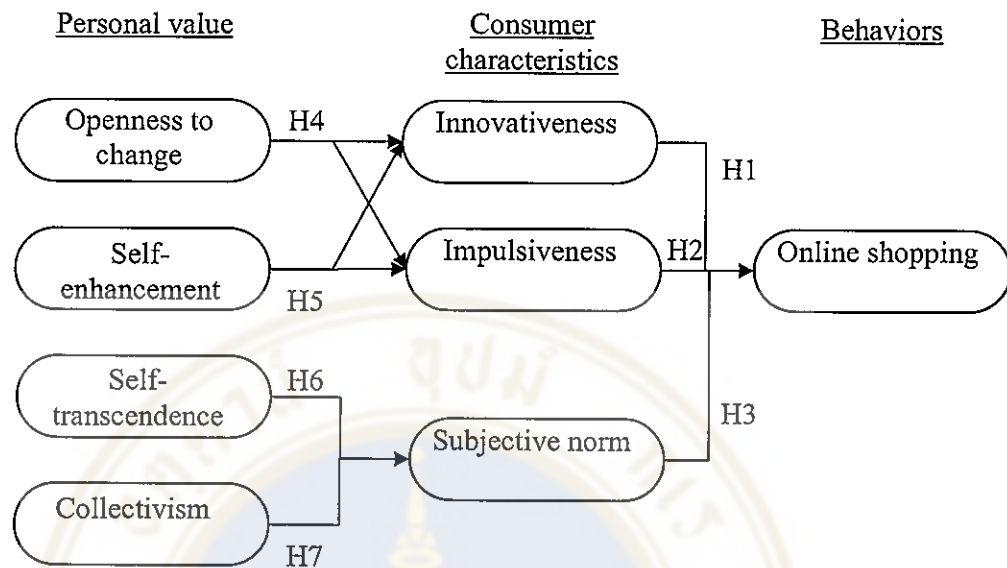 Personal value
Consumer
characteristics
Behaviors
Openness to
change
H4
Innovativeness
H1
Self-
enhancement
H5
Impulsiveness
H2
Online shopping
Self-
transcendence
H6
Subjective norm
H3
Collectivism
H7